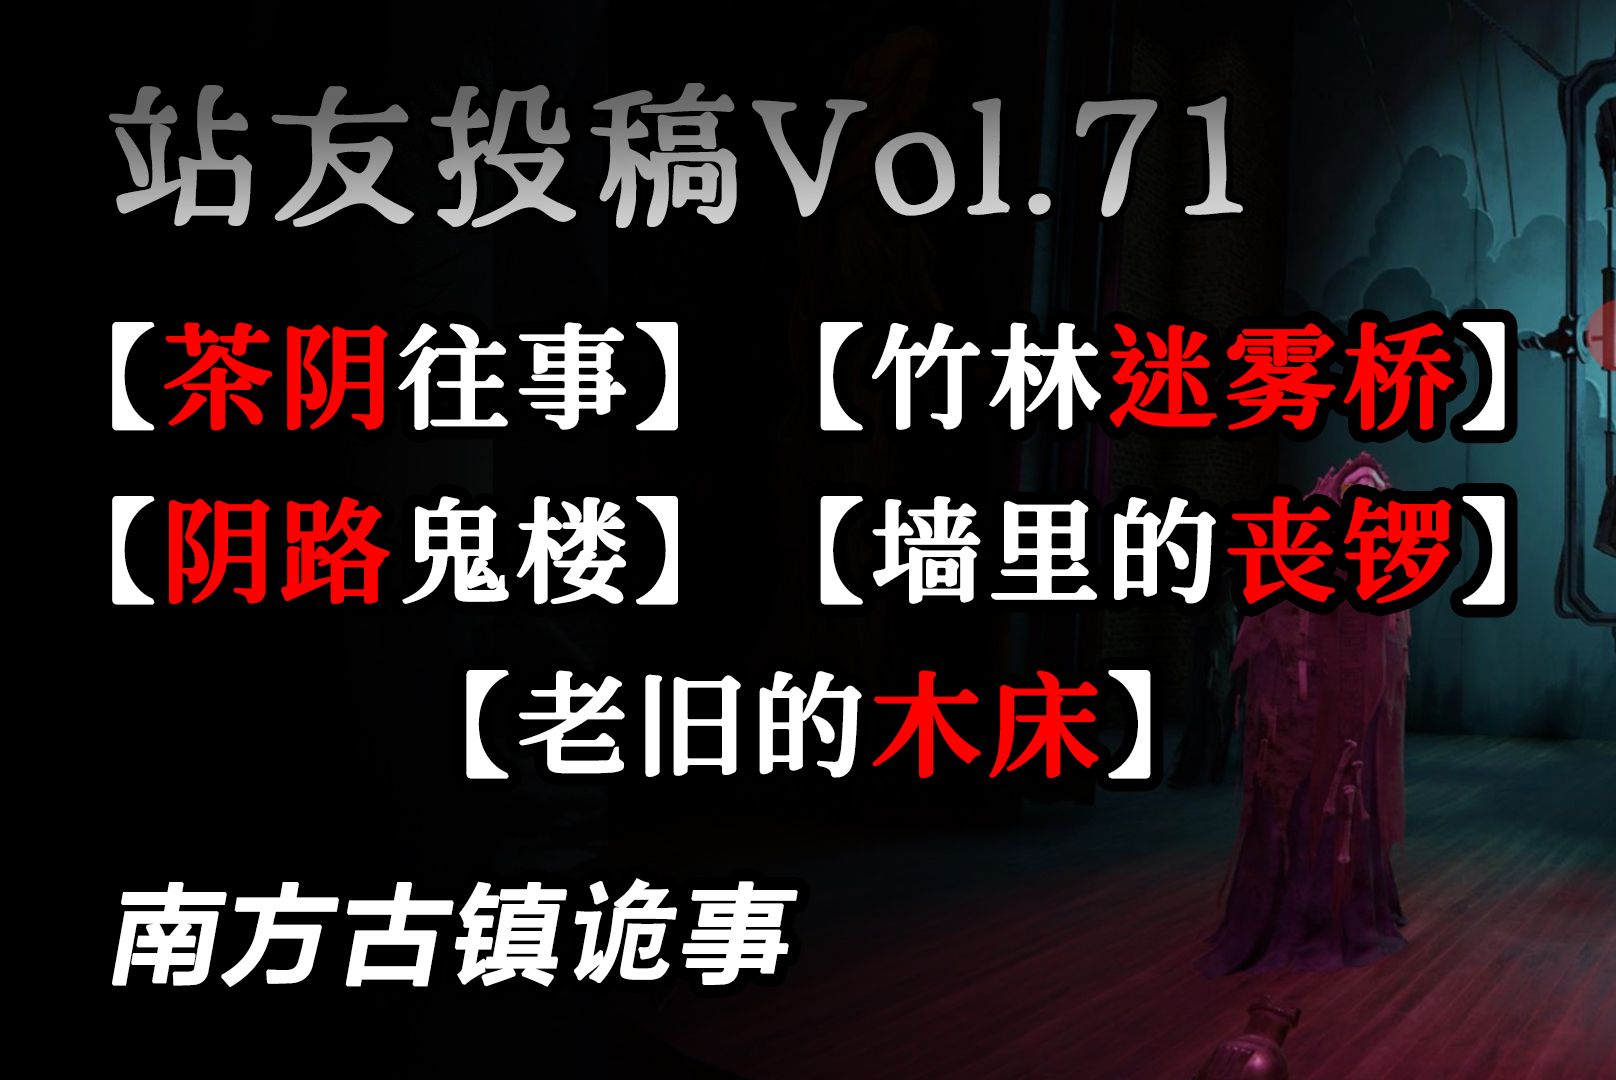 站友投稿Vol.71
【茶阴往事】 【竹林迷雾桥】
【阴路鬼楼】 【墙里的丧锣】
【老旧的木床】
南方古镇诡事